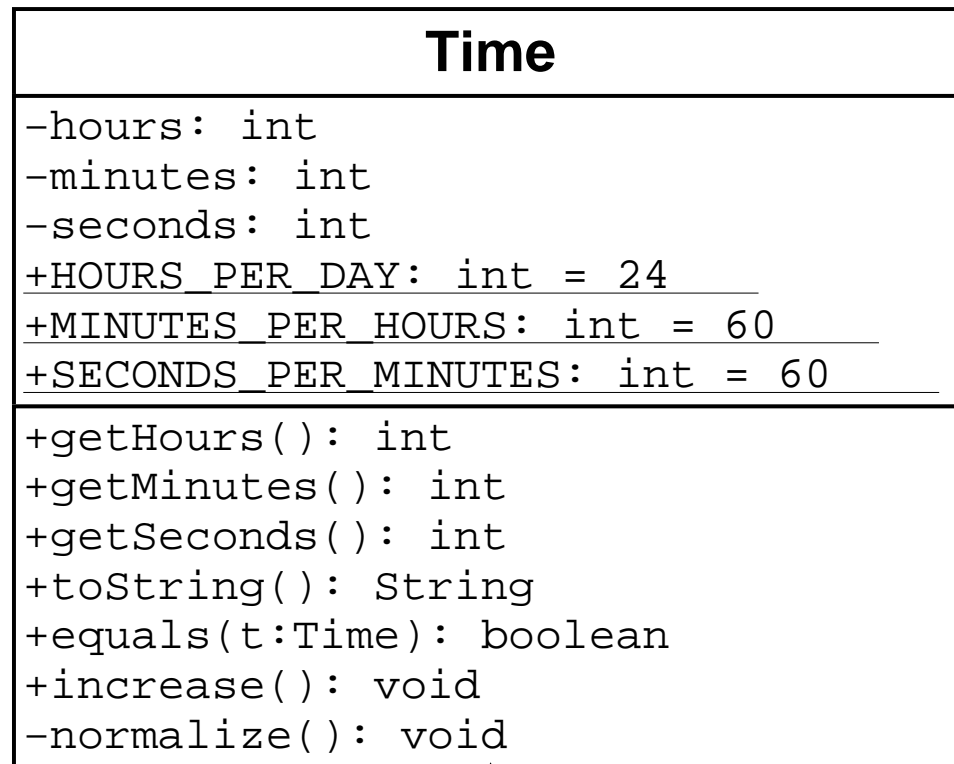 Time
-hours: int
-minutes: int
-seconds: int
+HOURS_PER_DAY: int = 24
+MINUTES_PER_HOURS: int = 60
+SECONDS_PER_MINUTES: int = 60
+getHours(): int
+getMinutes(): int
+getSeconds(): int
+toString(): String
+equals(t:Time): boolean
+increase(): void
-normalize(): void